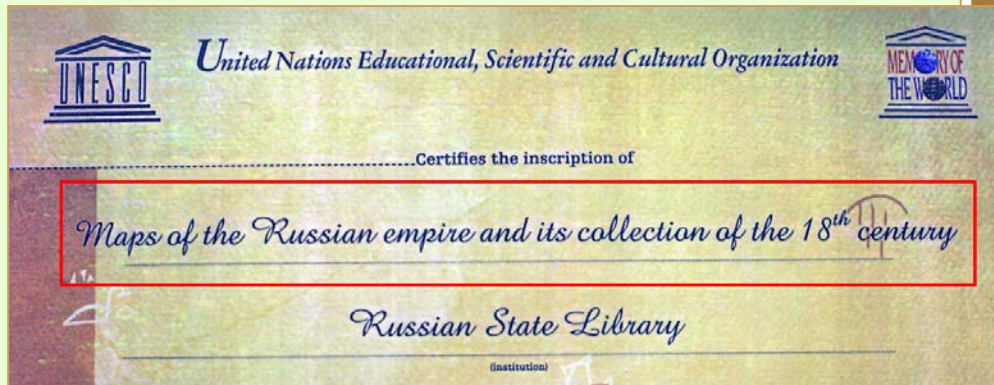 UNESCO
United Nations Educational, Scientific and Cultural Organization
MEMORY OF
THE WORLD
Certifies the inscription of
Maps of the Russian empire and its collection of the 18th century
Russian State Library
(institution)